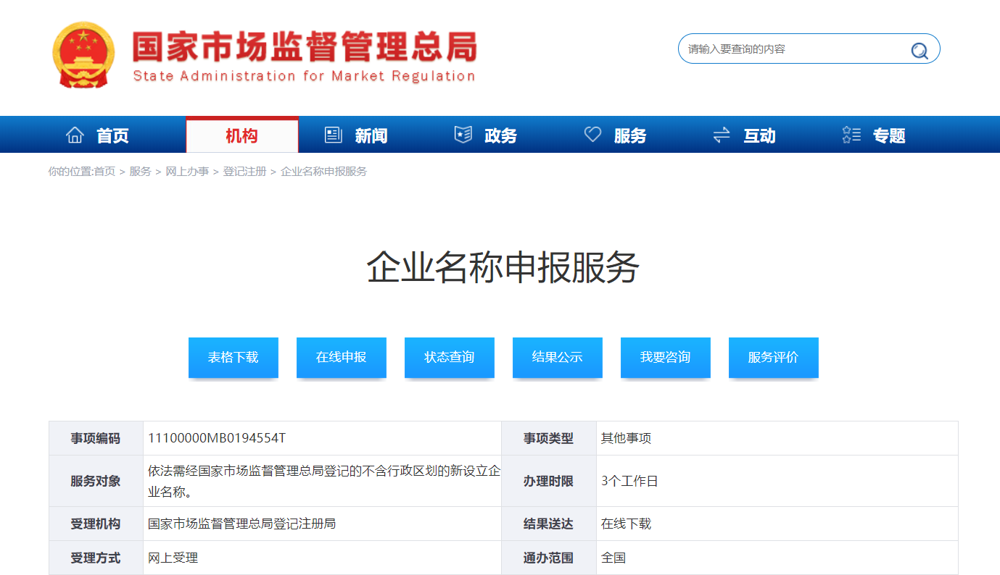 国家市场监督管理总局
State Administration for Market Regulation
请输入要查询的内容
首页 机构 新闻 政务 服务 互动 专题
你的位置:首页 > 服务 > 网上办事 > 登记注册 > 企业名称申报服务
企业名称申报服务
表格下载 在线申报 状态查询 结果公示 我要咨询 服务评价
事项编码 11100000MB0194554T 事项类型 其他事项
服务对象 依法需经国家市场监督管理总局登记的不含行政区划的新设立企
业名称。 办理时限 3个工作日
受理机构 国家市场监督管理总局登记注册局 结果送达 在线下载
受理方式 网上受理 通办范围 全国